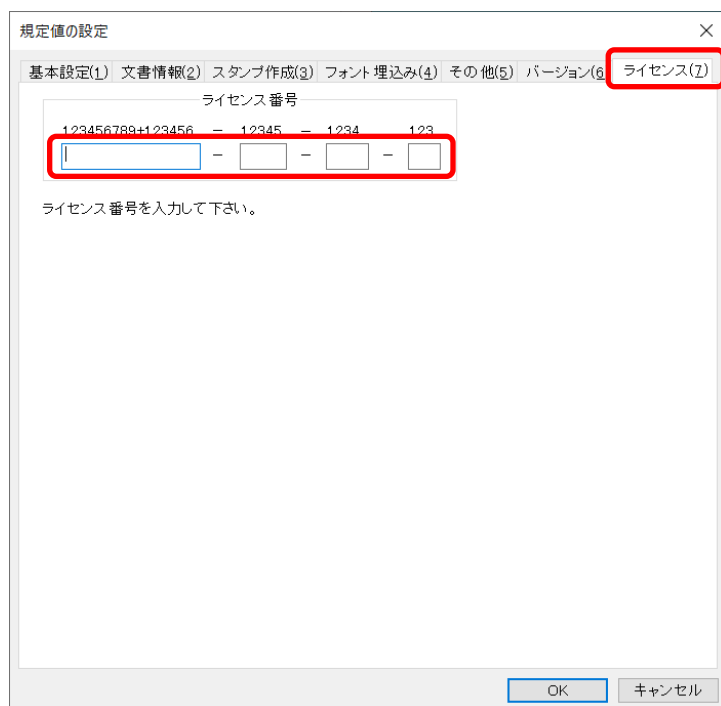 規定値の設定
基本設定(1) 文書情報(2) スタンプ作成(3) フォント埋込み(4) その他(5) バージョン(6 ライセンス(7)
ライセンス番号
123456789+123456 － 12345 － 1234 123
－ － －
ライセンス番号を入力して下さい。
OK キャンセル